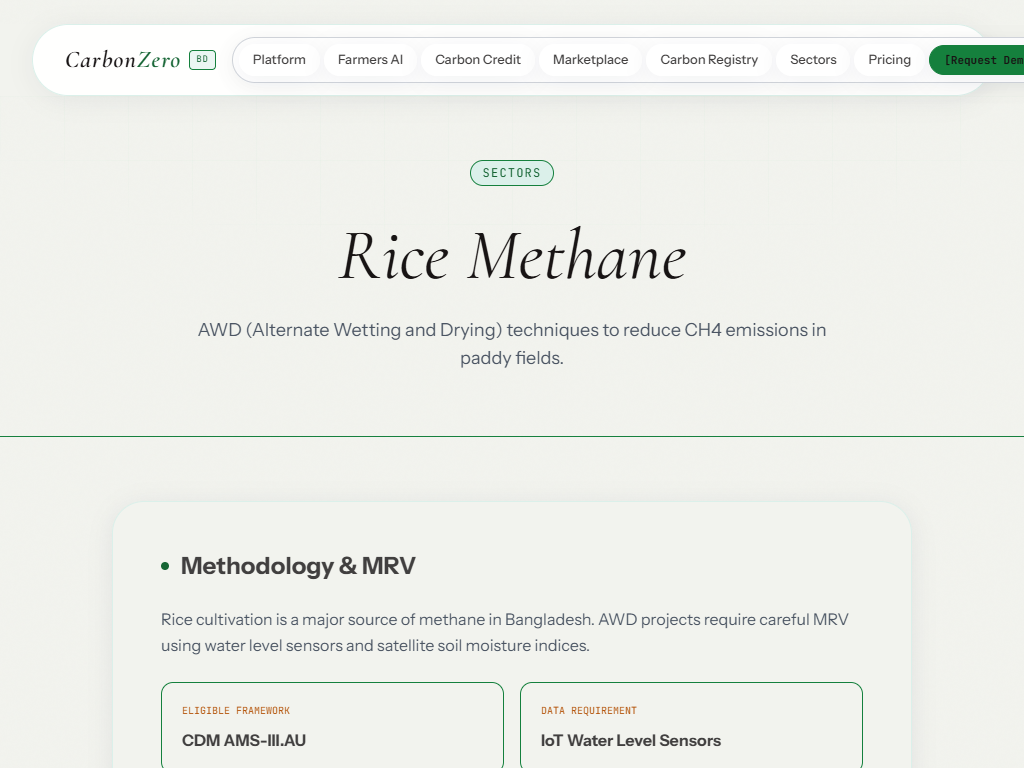 CarbonZero BD
Platform
Farmers AI
Carbon Credit
Marketplace
Carbon Registry
Sectors
Pricing
[Request Dem
SECTORS
Rice Methane
AWD (Alternate Wetting and Drying) techniques to reduce CH4 emissions in
paddy fields.
Methodology & MRV
Rice cultivation is a major source of methane in Bangladesh. AWD projects require careful MRV
using water level sensors and satellite soil moisture indices.
ELIGIBLE FRAMEWORK
CDM AMS-III.AU
DATA REQUIREMENT
IoT Water Level Sensors